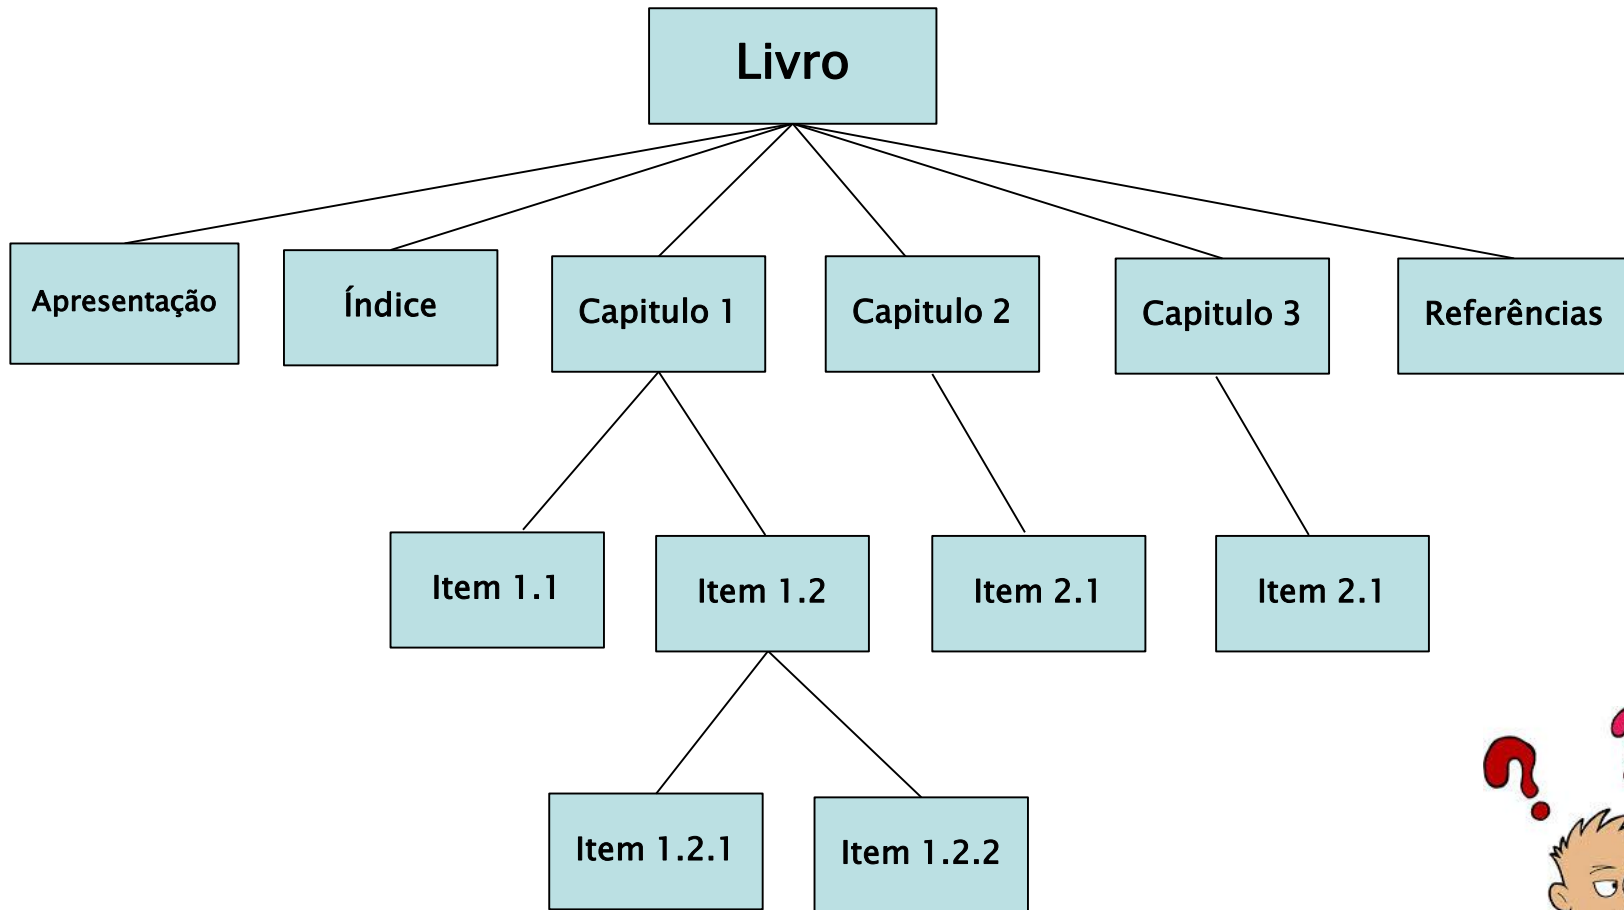 Livro
Apresentação
Índice
Capitulo 1
Capitulo 2
Capitulo 3
Referências
Item 1.1
Item 1.2
Item 2.1
Item 2.1
Item 1.2.1
Item 1.2.2